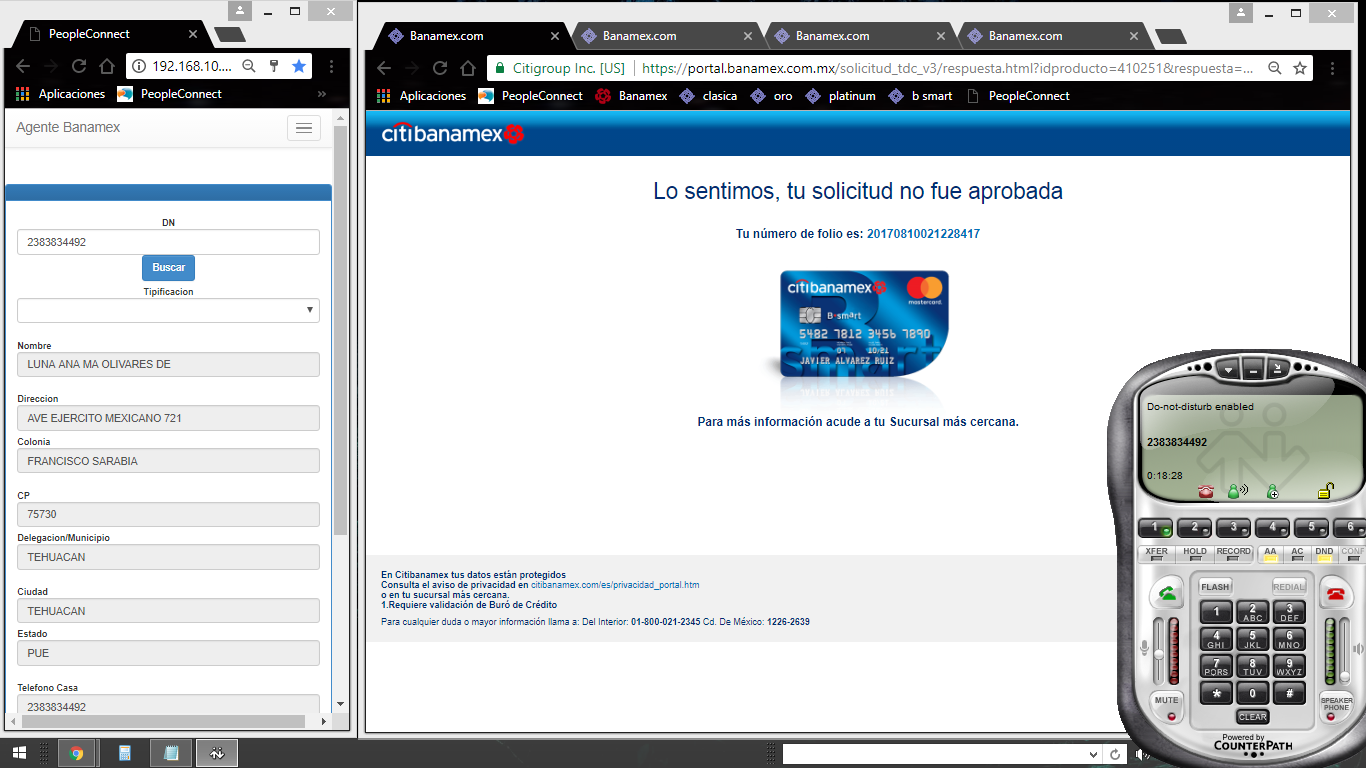 PeopleConnect
192.168.10....
Aplicaciones
PeopleConnect
»
Agente Banamex
DN
2383834492
Buscar
Tipificacion
Nombre
LUNA ANA MA OLIVARES DE
Direccion
AVE EJERCITO MEXICANO 721
Colonia
FRANCISCO SARABIA
CP
75730
Delegacion/Municipio
TEHUACAN
Ciudad
TEHUACAN
Estado
PUE
Telefono Casa
2383834492
Banamex.com
Banamex.com
Banamex.com
Banamex.com
Citigroup Inc. [US]
https://portal.banamex.com.mx/solicitud_tdc_v3/respuesta.html?idproducto=410251&respuesta=...
Aplicaciones
PeopleConnect
Banamex
clasica
oro
platinum
b smart
PeopleConnect
citibanamex
Lo sentimos, tu solicitud no fue aprobada
Tu número de folio es: 20170810021228417
citibanamex
mastercard
B•smart
5482 7812 3456 7890
07 10/21
JAVIER ALVAREZ RUIZ
smart
Para más información acude a tu Sucursal más cercana.
En Citibanamex tus datos están protegidos
Consulta el aviso de privacidad en citibanamex.com/es/privacidad_portal.htm
o en tu sucursal más cercana.
1.Requiere validación de Buró de Crédito
Para cualquier duda o mayor información llama a: Del Interior: 01-800-021-2345 Cd. De México: 1226-2639
Do-not-disturb enabled
2383834492
0:18:28
1 2 3 4 5 6
XFER HOLD RECORD AA AC DND CONF
FLASH REDIAL
1 2 ABC 3 DEF
4 GHI 5 JKL 6 MNO
7 PQRS 8 TUV 9 WXYZ
* 0 #
MUTE
SPEAKER PHONE
CLEAR
Powered by
COUNTERPATH